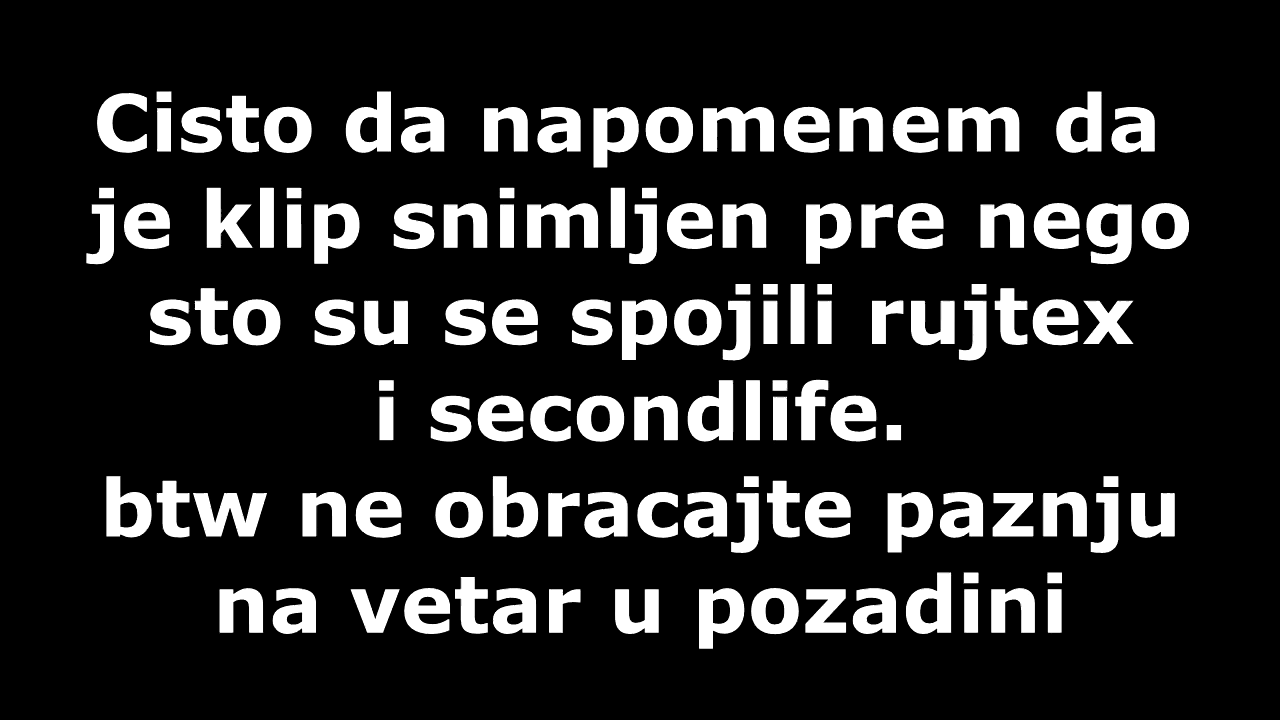 Cisto da napomenem da
je klip snimljen pre nego
sto su se spojili rujtex
i secondlife.
btw ne obracajte paznju
na vetar u pozadini